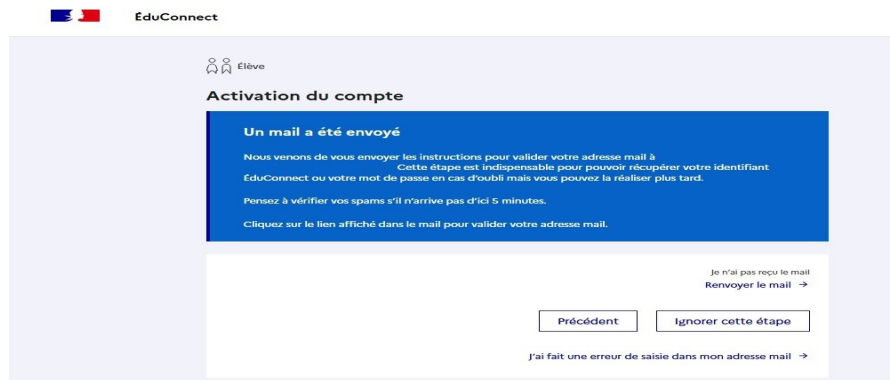 ÉduConnect
Élève
Activation du compte
Un mail a été envoyé
Nous venons de vous envoyer les instructions pour valider votre adresse mail à
Cette étape est indispensable pour pouvoir récupérer votre identifiant
ÉduConnect ou votre mot de passe en cas d'oubli mais vous pouvez la réaliser plus tard.
Pensez à vérifier vos spams s'il n'arrive pas d'ici 5 minutes.
Cliquez sur le lien affiché dans le mail pour valider votre adresse mail.
Je n'ai pas reçu le mail
Renvoyer le mail →
Précédent Ignorer cette étape
J'ai fait une erreur de saisie dans mon adresse mail →